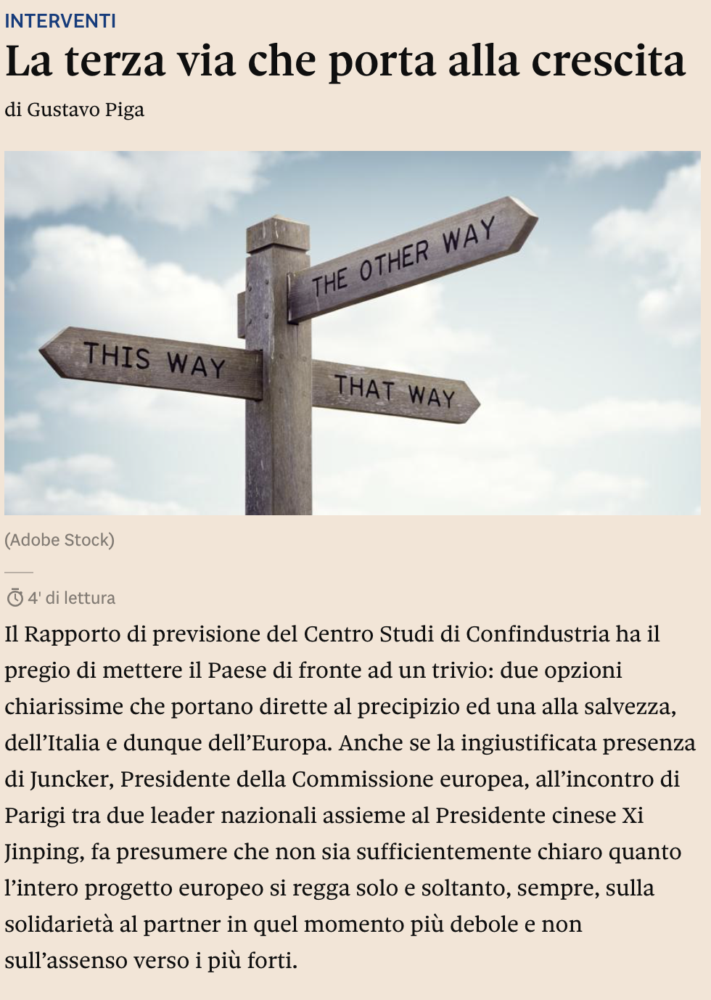 INTERVENTI
La terza via che porta alla crescita
di Gustavo Piga
THE OTHER WAY
THIS WAY
THAT WAY
(Adobe Stock)
4' di lettura
Il Rapporto di previsione del Centro Studi di Confindustria ha il
pregio di mettere il Paese di fronte ad un trivio: due opzioni
chiarissime che portano dirette al precipizio ed una alla salvezza,
dell’Italia e dunque dell’Europa. Anche se la ingiustificata presenza
di Juncker, Presidente della Commissione europea, all’incontro di
Parigi tra due leader nazionali assieme al Presidente cinese Xi
Jinping, fa presumere che non sia sufficientemente chiaro quanto
l’intero progetto europeo si regga solo e soltanto, sempre, sulla
solidarietà al partner in quel momento più debole e non
sull’assenso verso i più forti.